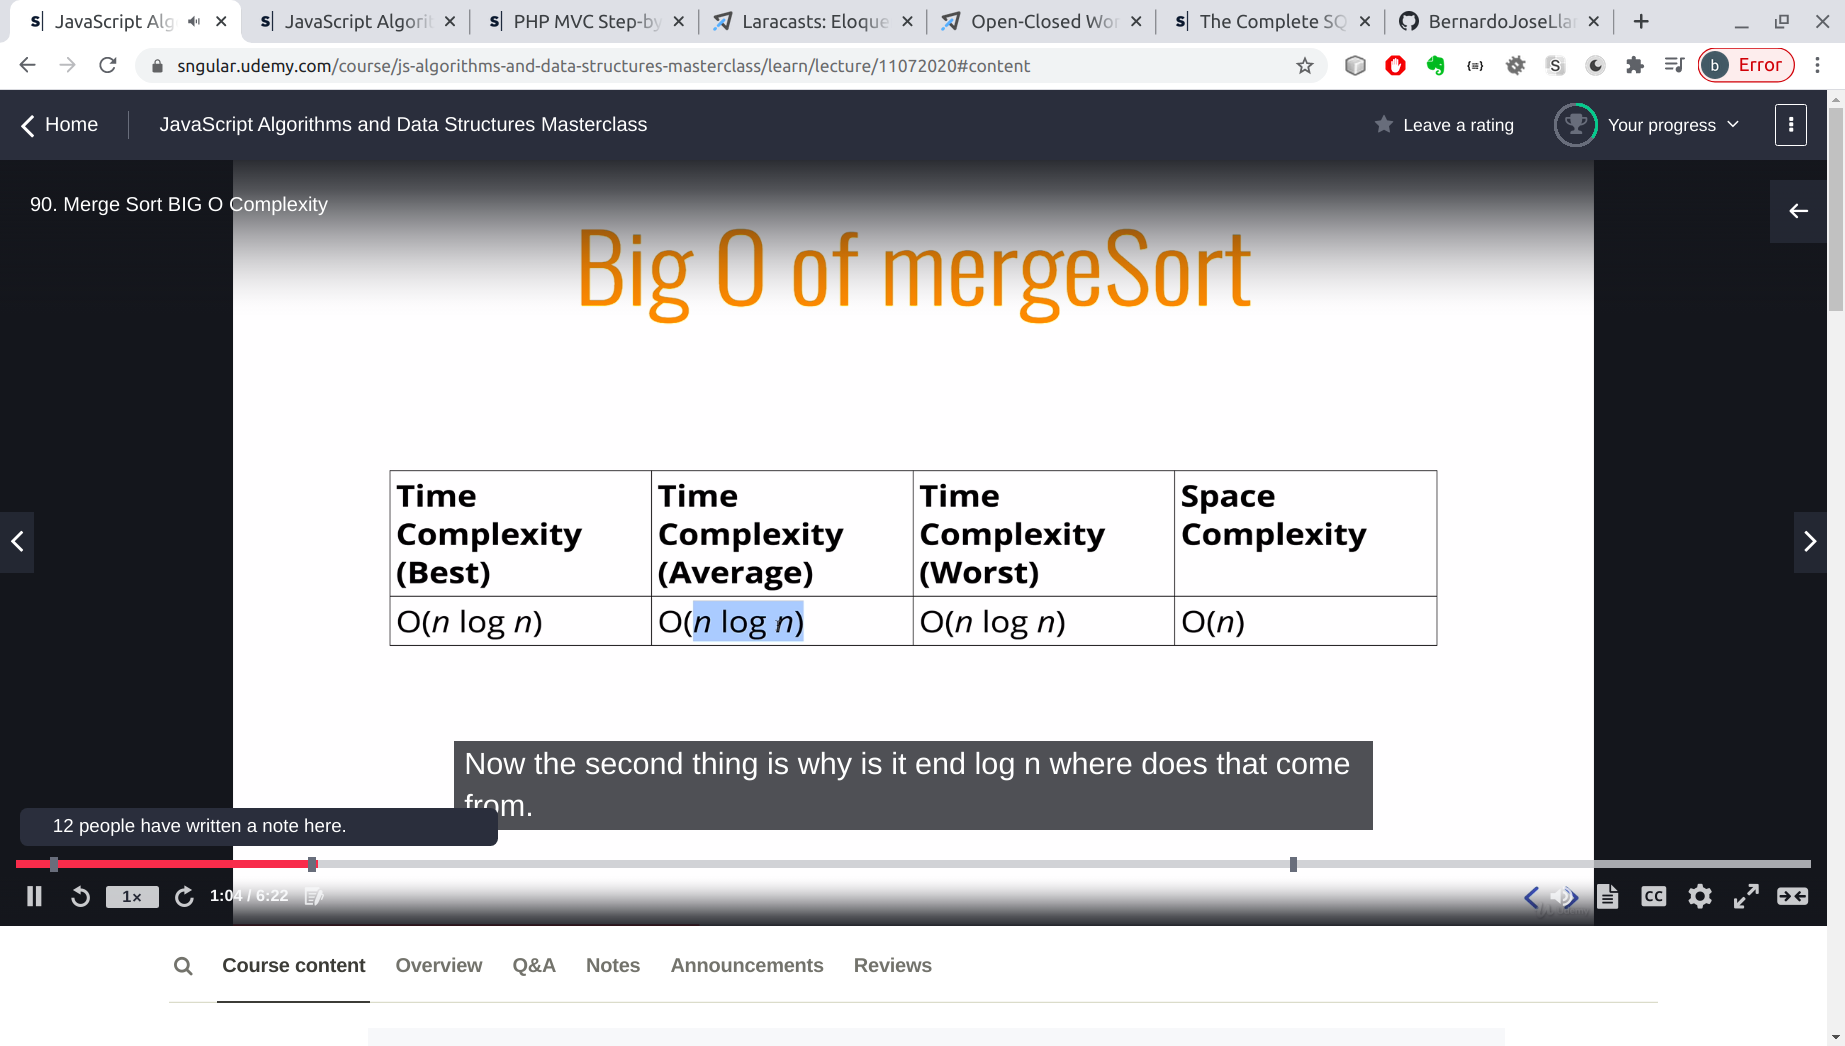 s| JavaScript Alg
s| JavaScript Algorit
s| PHP MVC Step-by
Laracasts: Eloque
Open-Closed Wor
s| The Complete SQ
BernardoJoseLla
sngular.udemy.com/course/js-algorithms-and-data-structures-masterclass/learn/lecture/11072020#content
S
b Error
Home
JavaScript Algorithms and Data Structures Masterclass
Leave a rating
Your progress
90. Merge Sort BIG O Complexity
Big O of mergeSort
Time Complexity (Best)
Time Complexity (Average)
Time Complexity (Worst)
Space Complexity
O(n log n)
O(n log n)
O(n log n)
O(n)
Now the second thing is why is it end log n where does that come
from.
12 people have written a note here.
1×
1:04 / 6:22
CC
Course content
Overview
Q&A
Notes
Announcements
Reviews